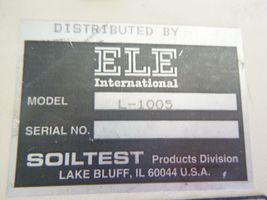 DISTRIBUTED BY
ELE
International
MODEL L-1005
SERIAL NO.
SOILTEST Products Division
LAKE BLUFF, IL 60044 U.S.A.